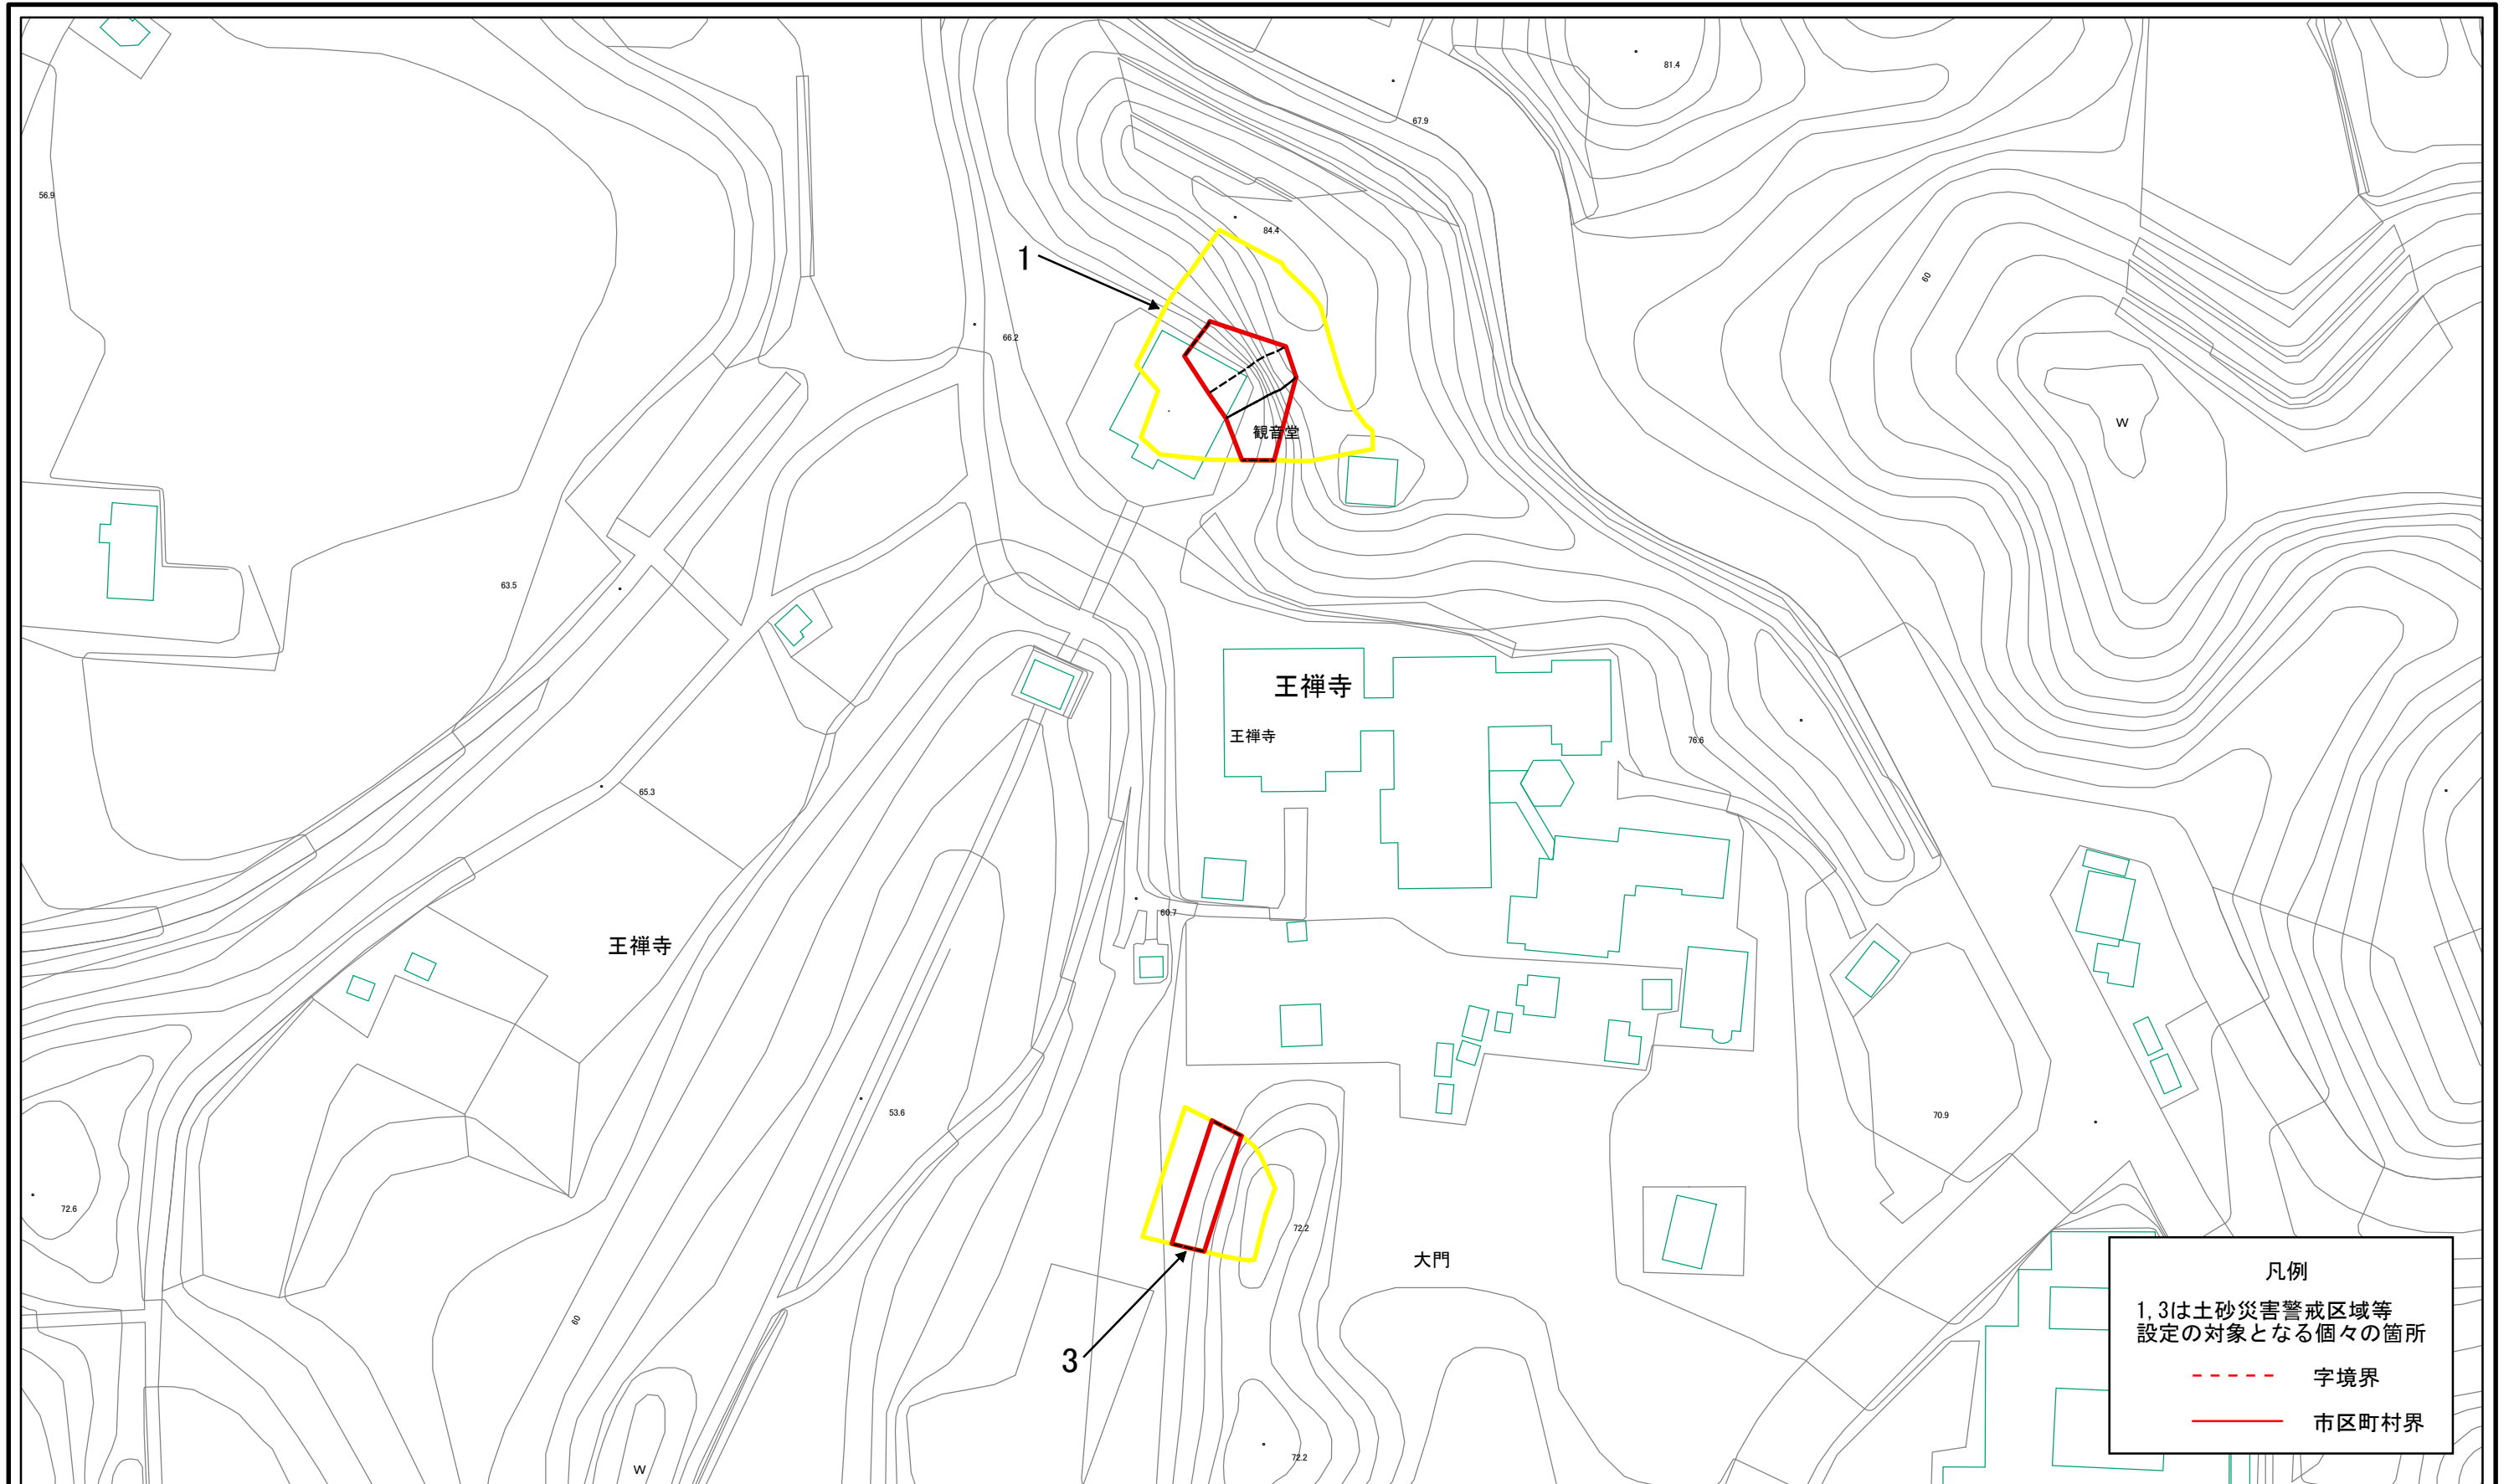 81.4
67.9
56.9
84.4
1
60
66.2
W
観音堂
63.5
王禅寺
王禅寺
76.6
65.3
60.7
王禅寺
53.6
70.9
72.6
72.2
大門
凡例
1,3は土砂災害警戒区域等
設定の対象となる個々の箇所
60
3
字境界
市区町村界
72.2
W